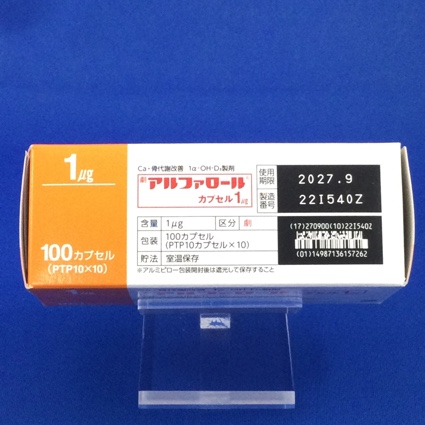 1μg
100カプセル
(PTP10×10)
Ca・骨代謝改善 1α-OH-D₃製剤
劇 アルファロール
カプセル1μg
含量 1μg 区分 劇
包装 100カプセル
(PTP10カプセル×10)
貯法 室温保存
※アルミピロー包装開封後は遮光して保存すること
使用期限 2027.9
製造番号 22I540Z
(17)270900(10)22I540Z
(01)14987136157262